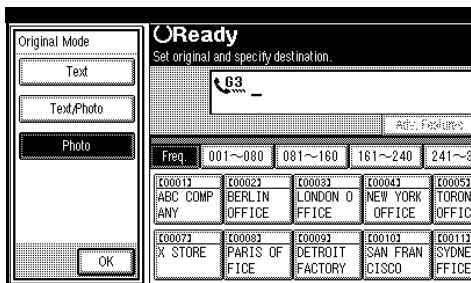 Original Mode
Text
Text/Photo
Photo
OK
Ready
Set original and specify destination.
G3 _
Adv. Features
Freq.
001~080
081~160
161~240
241~3
[0001]
ABC COMP
ANY
[0002]
BERLIN
OFFICE
[0003]
LONDON O
FFICE
[0004]
NEW YORK
OFFICE
[0005]
TORON
OFFIC
[0007]
X STORE
[0008]
PARIS OF
FICE
[0009]
DETROIT
FACTORY
[0010]
SAN FRAN
CISCO
[0011]
SYDNE
FFICE